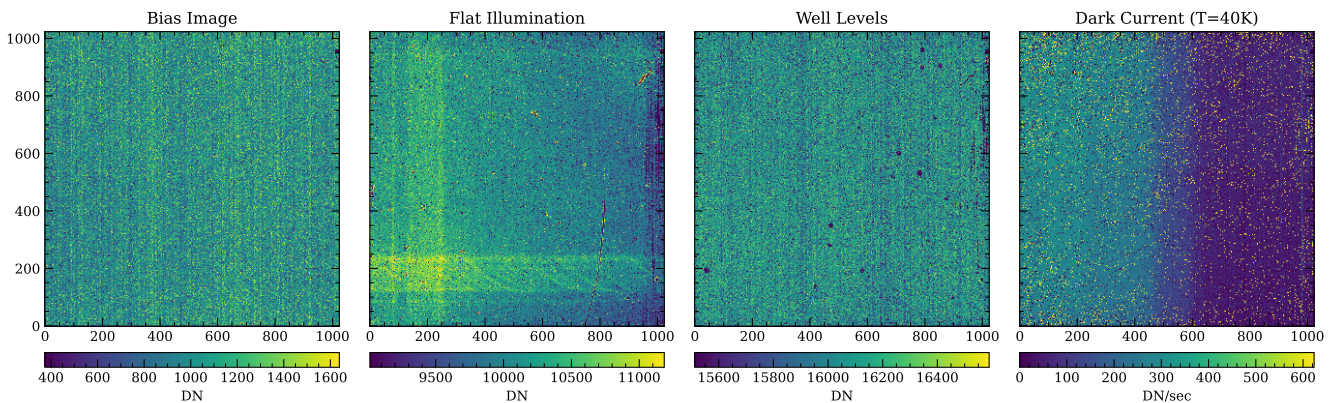 Bias Image Flat Illumination Well Levels Dark Current (T=40K)
1000
800
600
400
200
0
0 200 400 600 800 1000 0 200 400 600 800 1000 0 200 400 600 800 1000 0 200 400 600 800 1000
400 600 800 1000 1200 1400 1600 9500 10000 10500 11000 15600 15800 16000 16200 16400 0 100 200 300 400 500 600
DN DN DN DN/sec